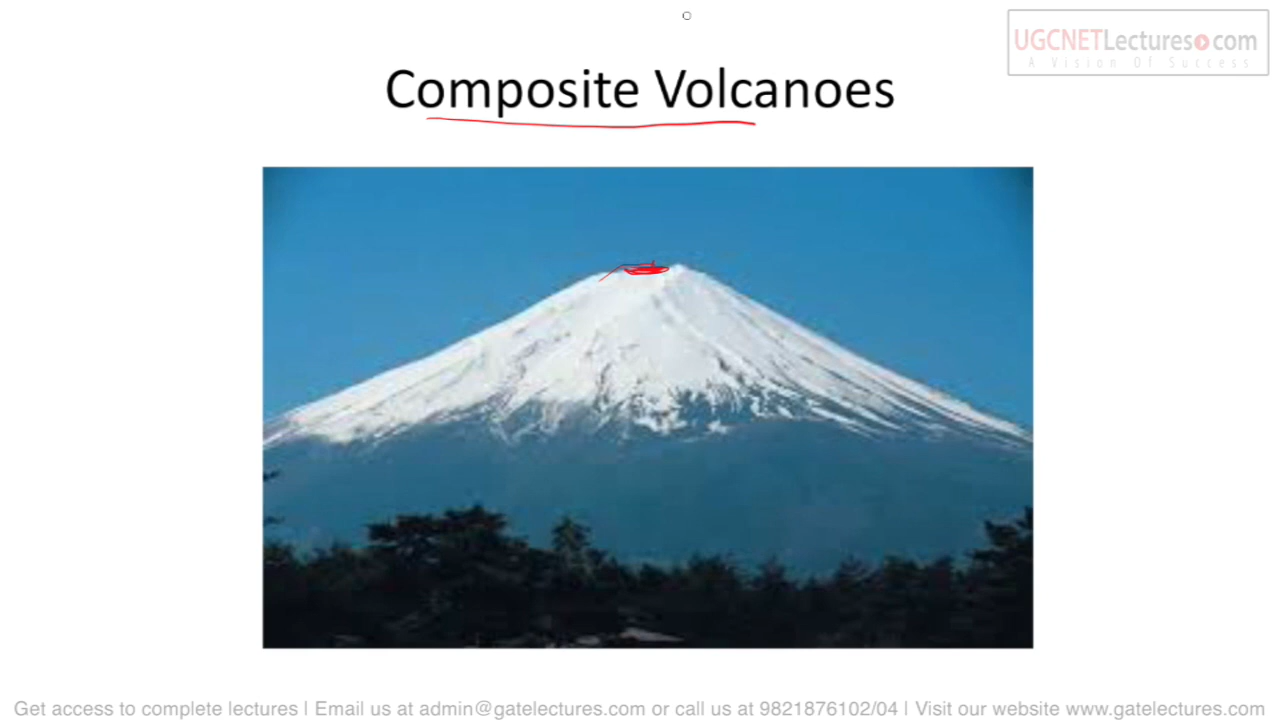 UGCNETLectures.com
A Vision Of Success
Composite Volcanoes
Get access to complete lectures | Email us at admin@gatelectures.com or call us at 9821876102/04 | Visit our website www.gatelectures.com